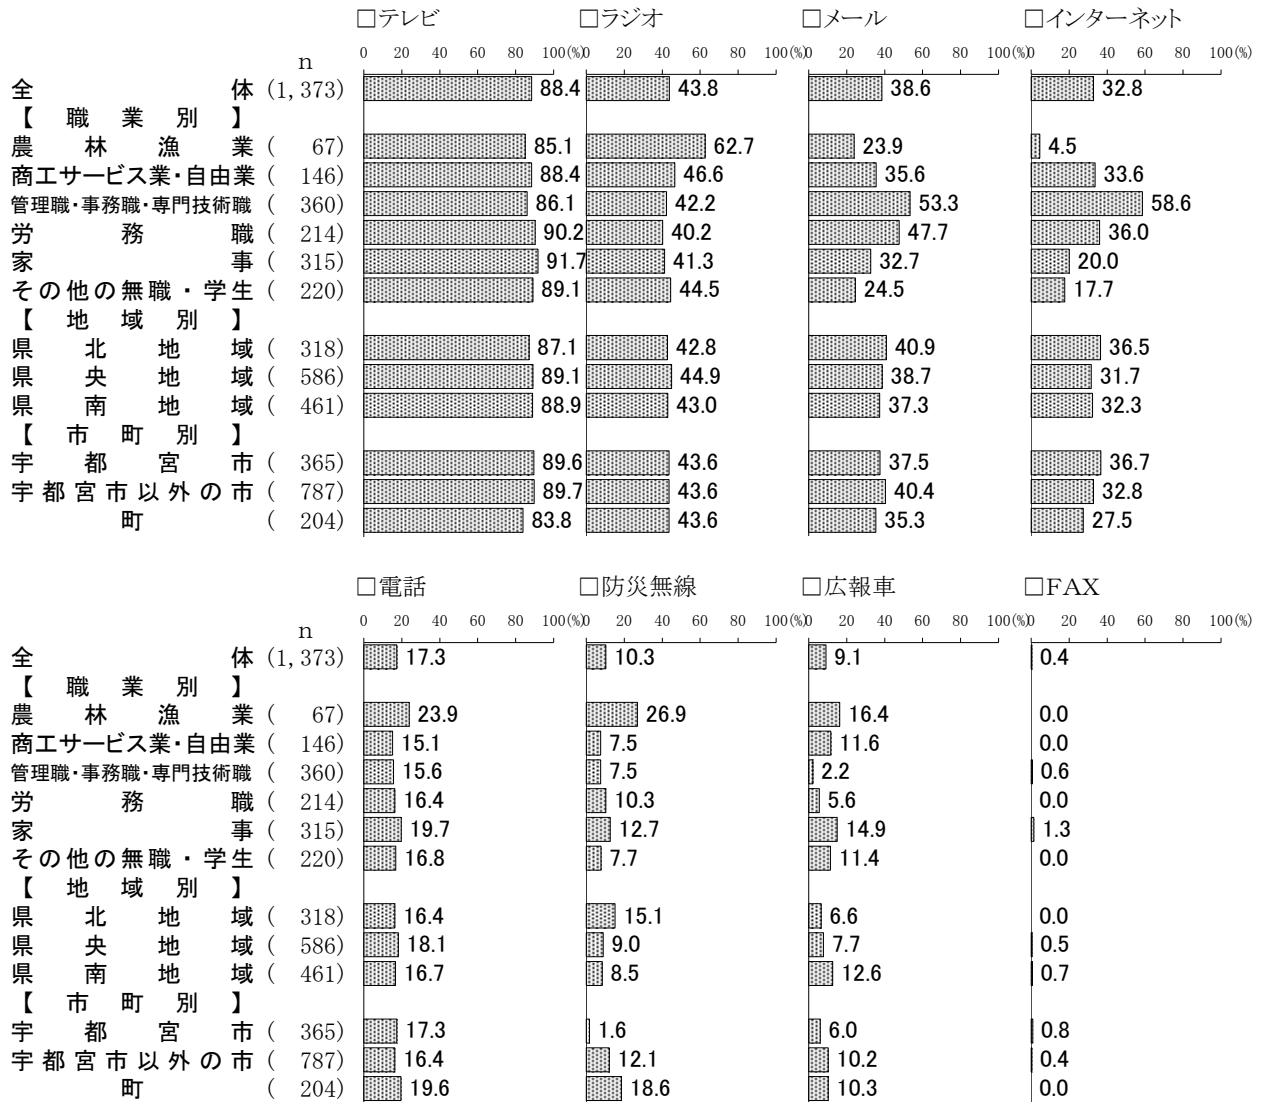 □テレビ □ラジオ □メール □インターネット
n 0 20 40 60 80 100(%) 0 20 40 60 80 100(%) 0 20 40 60 80 100(%) 0 20 40 60 80 100(%)
全体 (1,373) 88.4 43.8 38.6 32.8
【職業別】
農林漁業 ( 67) 85.1 62.7 23.9 4.5
商工サービス業・自由業 ( 146) 88.4 46.6 35.6 33.6
管理職・事務職・専門技術職 ( 360) 86.1 42.2 53.3 58.6
労務職 ( 214) 90.2 40.2 47.7 36.0
家事 ( 315) 91.7 41.3 32.7 20.0
その他の無職・学生 ( 220) 89.1 44.5 24.5 17.7
【地域別】
県北地域 ( 318) 87.1 42.8 40.9 36.5
県央地域 ( 586) 89.1 44.9 38.7 31.7
県南地域 ( 461) 88.9 43.0 37.3 32.3
【市町別】
宇都宮市 ( 365) 89.6 43.6 37.5 36.7
宇都宮市以外の市 ( 787) 89.7 43.6 40.4 32.8
町 ( 204) 83.8 43.6 35.3 27.5
□電話 □防災無線 □広報車 □FAX
n 0 20 40 60 80 100(%) 0 20 40 60 80 100(%) 0 20 40 60 80 100(%) 0 20 40 60 80 100(%)
全体 (1,373) 17.3 10.3 9.1 0.4
【職業別】
農林漁業 ( 67) 23.9 26.9 16.4 0.0
商工サービス業・自由業 ( 146) 15.1 7.5 11.6 0.0
管理職・事務職・専門技術職 ( 360) 15.6 7.5 2.2 0.6
労務職 ( 214) 16.4 10.3 5.6 0.0
家事 ( 315) 19.7 12.7 14.9 1.3
その他の無職・学生 ( 220) 16.8 7.7 11.4 0.0
【地域別】
県北地域 ( 318) 16.4 15.1 6.6 0.0
県央地域 ( 586) 18.1 9.0 7.7 0.5
県南地域 ( 461) 16.7 8.5 12.6 0.7
【市町別】
宇都宮市 ( 365) 17.3 1.6 6.0 0.8
宇都宮市以外の市 ( 787) 16.4 12.1 10.2 0.4
町 ( 204) 19.6 18.6 10.3 0.0